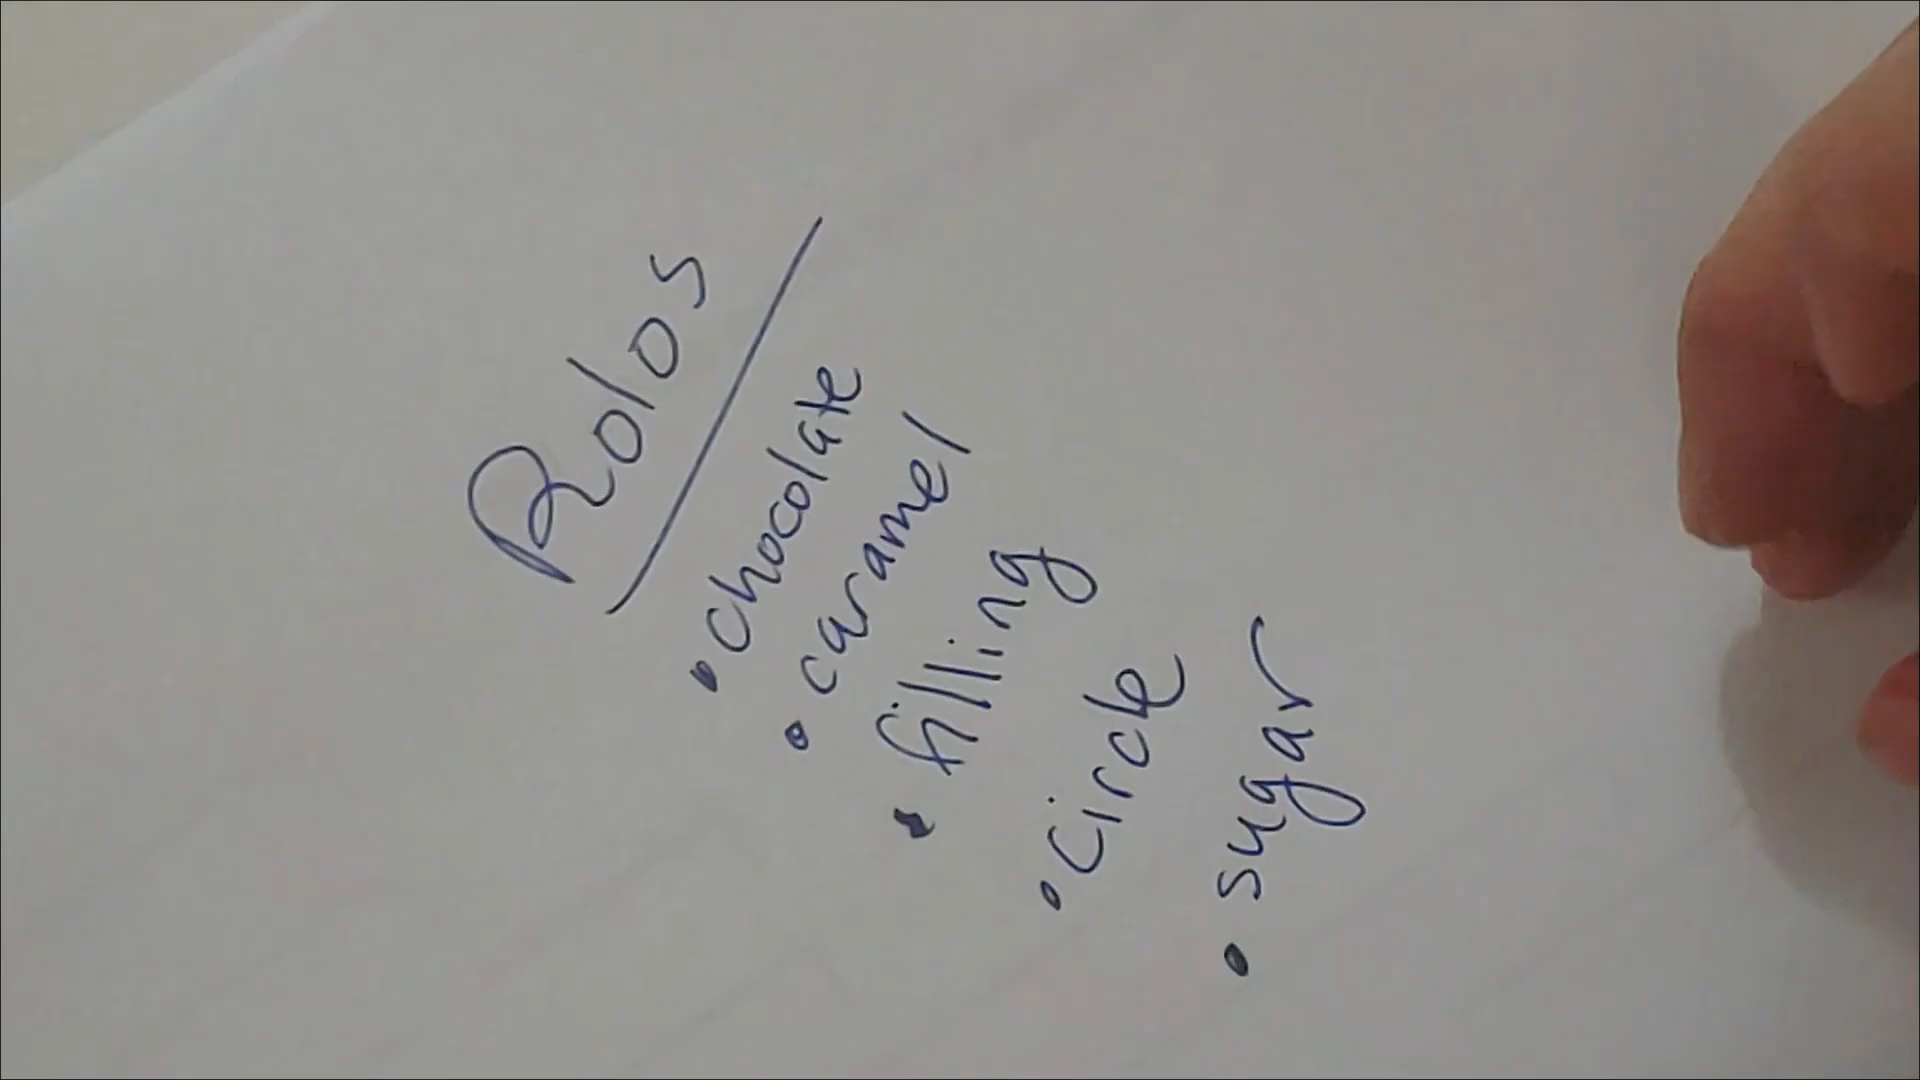 Rolos
• chocolate
• caramel
• filling
• Circle
• sugar